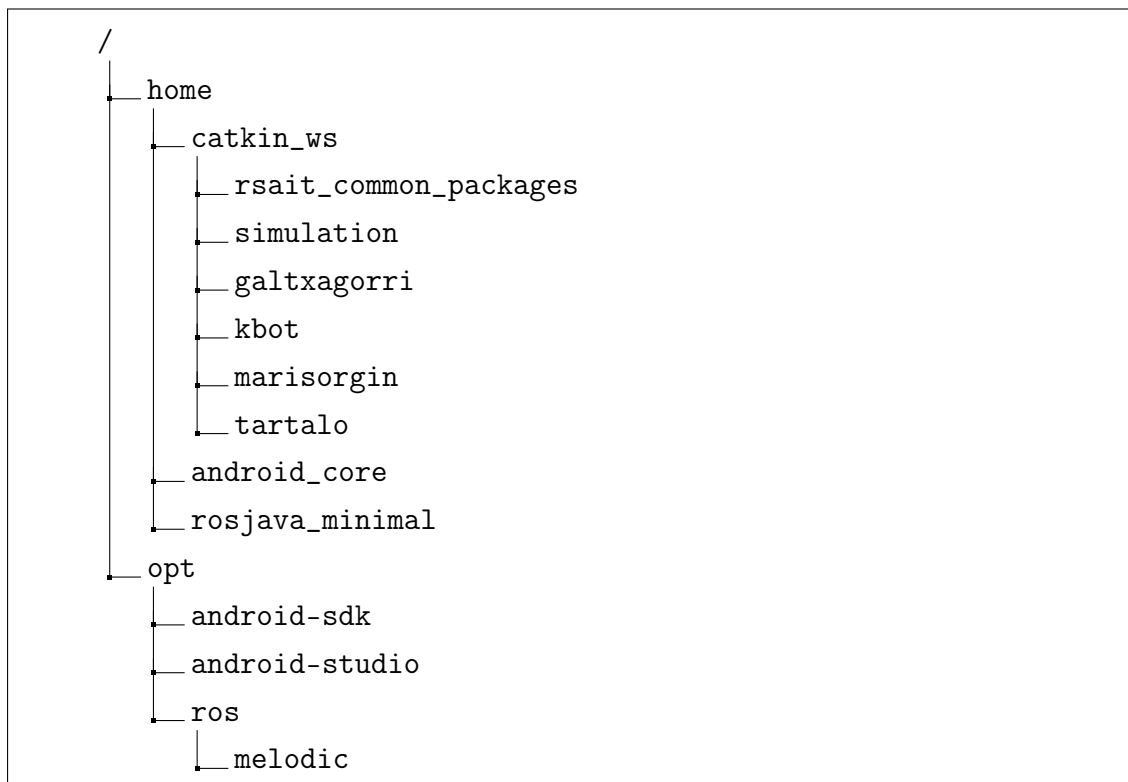 /
home
catkin_ws
rsait_common_packages
simulation
galtxagorri
kbot
marisorgin
tartalo
android_core
rosjava_minimal
opt
android-sdk
android-studio
ros
melodic